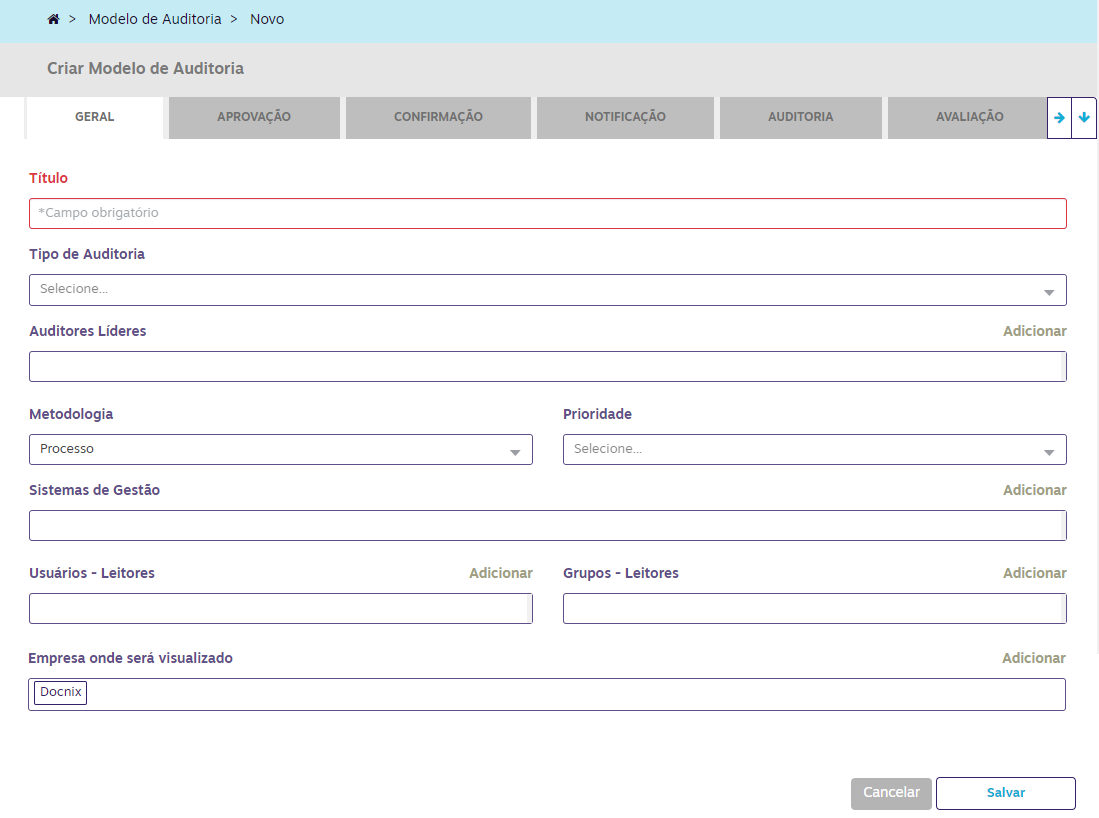 > Modelo de Auditoria > Novo
Criar Modelo de Auditoria
GERAL APROVAÇÃO CONFIRMAÇÃO NOTIFICAÇÃO AUDITORIA AVALIAÇÃO
Título
*Campo obrigatório
Tipo de Auditoria
Selecione...
Auditores Líderes Adicionar
Metodologia Prioridade
Processo Selecione...
Sistemas de Gestão Adicionar
Usuários - Leitores Adicionar Grupos - Leitores Adicionar
Empresa onde será visualizado Adicionar
Docnix
Cancelar Salvar